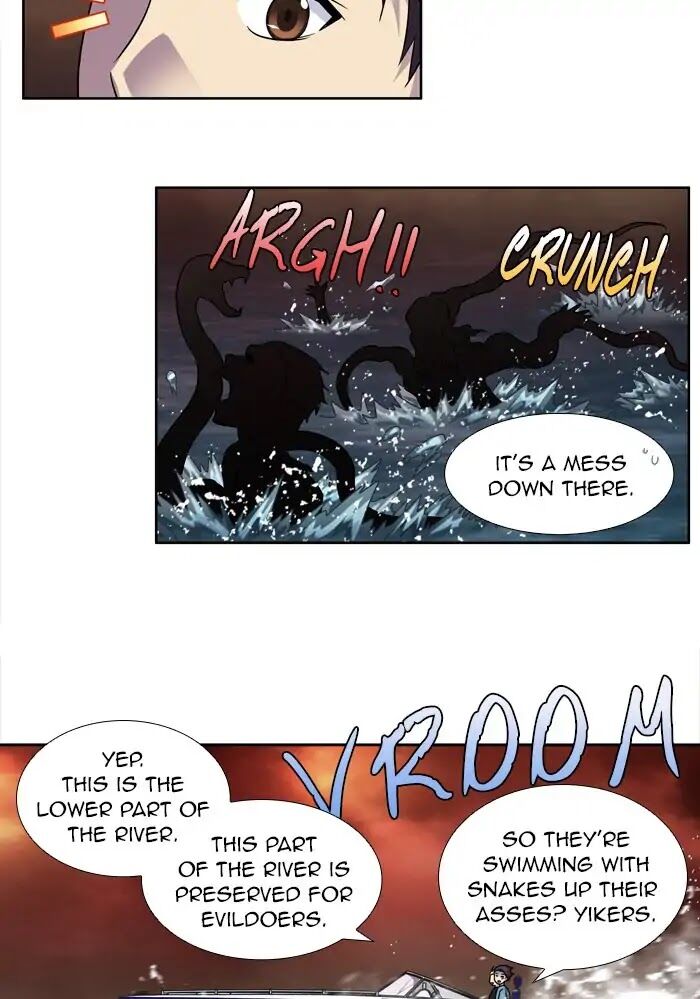 ARGH!!
CRUNCH
IT'S A MESS
DOWN THERE.
VROOM
YEP.
THIS IS THE
LOWER PART OF
THE RIVER.
THIS PART
OF THE RIVER IS
PRESERVED FOR
EVILDOERS.
SO THEY'RE
SWIMMING WITH
SNAKES UP THEIR
ASSES? YIKERS.